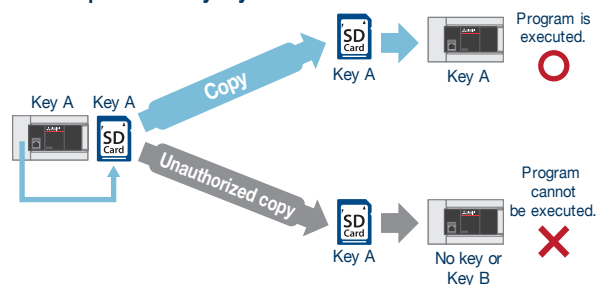 Program is
executed.
SD
Card
Key A
Key A
Copy
Key A
Key A
SD
Card
Unauthorized copy
Program
cannot
be executed.
SD
Card
Key A
No key or
Key B